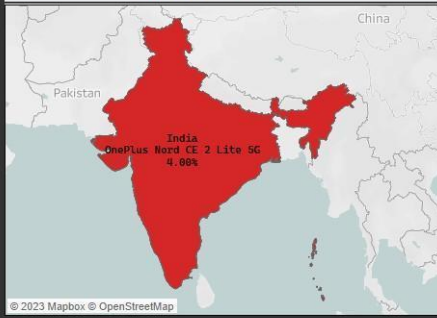 China
Pakistan
India
OnePlus Nord CE 2 Lite 5G
4.00%
© 2023 Mapbox © OpenStreetMap